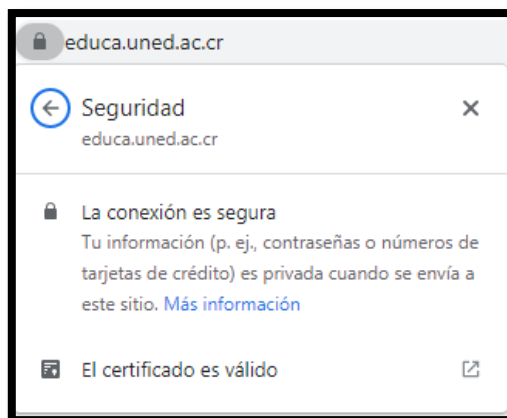 educa.uned.ac.cr
Seguridad
educa.uned.ac.cr
La conexión es segura
Tu información (p. ej., contraseñas o números de
tarjetas de crédito) es privada cuando se envía a
este sitio. Más información
El certificado es válido